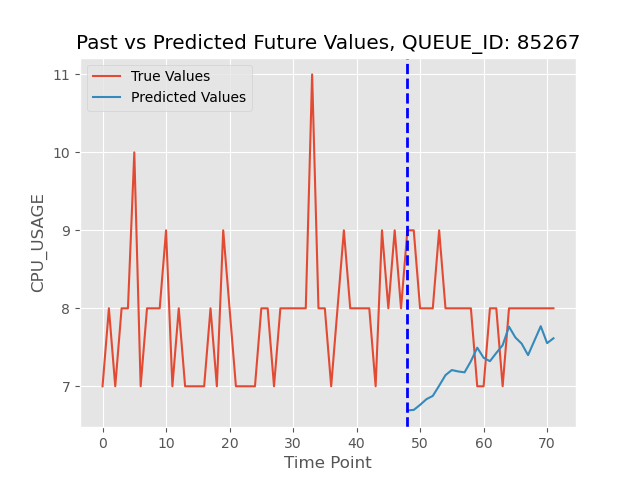 Past vs Predicted Future Values, QUEUE_ID: 85267
True Values
Predicted Values
CPU_USAGE
11
10
9
8
7
0 10 20 30 40 50 60 70
Time Point